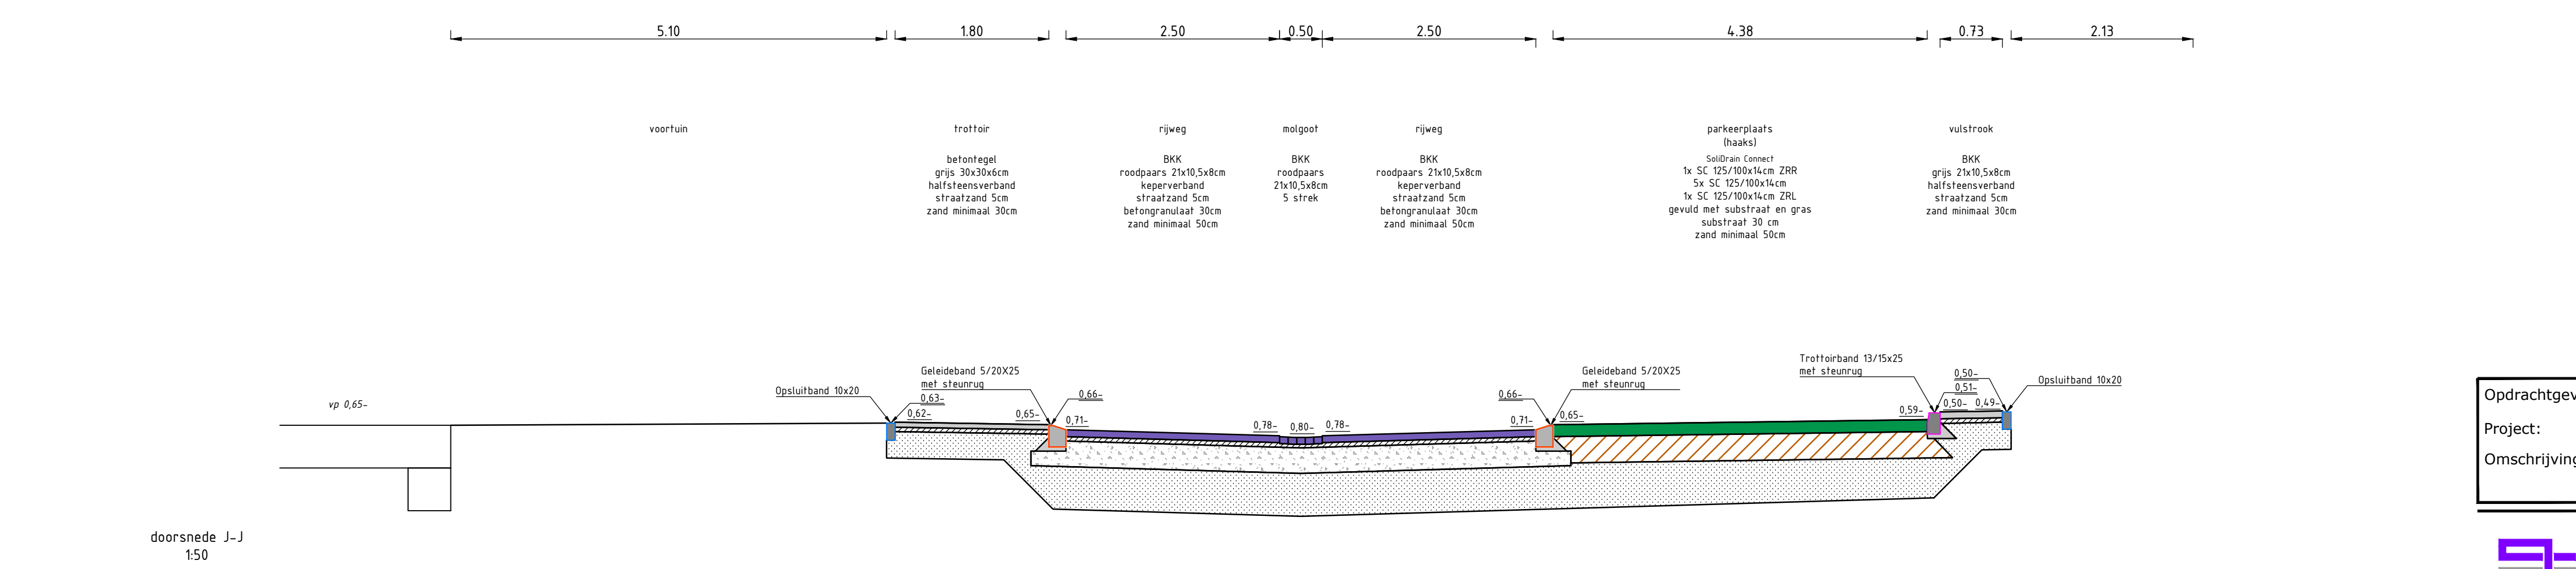 5.10
1.80
2.50
0.50
2.50
4.38
0.73
2.13
voortuin
trottoir
betontegel
grijs 30x30x6cm
halfsteensverband
straatzand 5cm
zand minimaal 30cm
rijweg
BKK
roodpaars 21x10,5x8cm
keperverband
straatzand 5cm
betongranulaat 30cm
zand minimaal 50cm
molgoot
BKK
roodpaars
21x10,5x8cm
5 strek
rijweg
BKK
roodpaars 21x10,5x8cm
keperverband
straatzand 5cm
betongranulaat 30cm
zand minimaal 50cm
parkeerplaats
(haaks)
SoliDrain Connect
1x SC 125/100x14cm ZRR
5x SC 125/100x14cm
1x SC 125/100x14cm ZRL
gevuld met substraat en gras
substraat 30 cm
zand minimaal 50cm
vulstrook
BKK
grijs 21x10,5x8cm
halfsteensverband
straatzand 5cm
zand minimaal 30cm
vp 0,65-
Opsluitband 10x20
Geleideband 5/20X25
met steunrug
0,63-
0,62-
0,65-
0,66-
0,71-
0,78-
0,80-
0,78-
0,66-
0,71-
Geleideband 5/20X25
met steunrug
0,65-
Trottoirband 13/15x25
met steunrug
0,59-
0,50-
0,51-
0,50-
0,49-
Opsluitband 10x20
doorsnede J-J
1:50
Opdrachtgev
Project:
Omschrijving